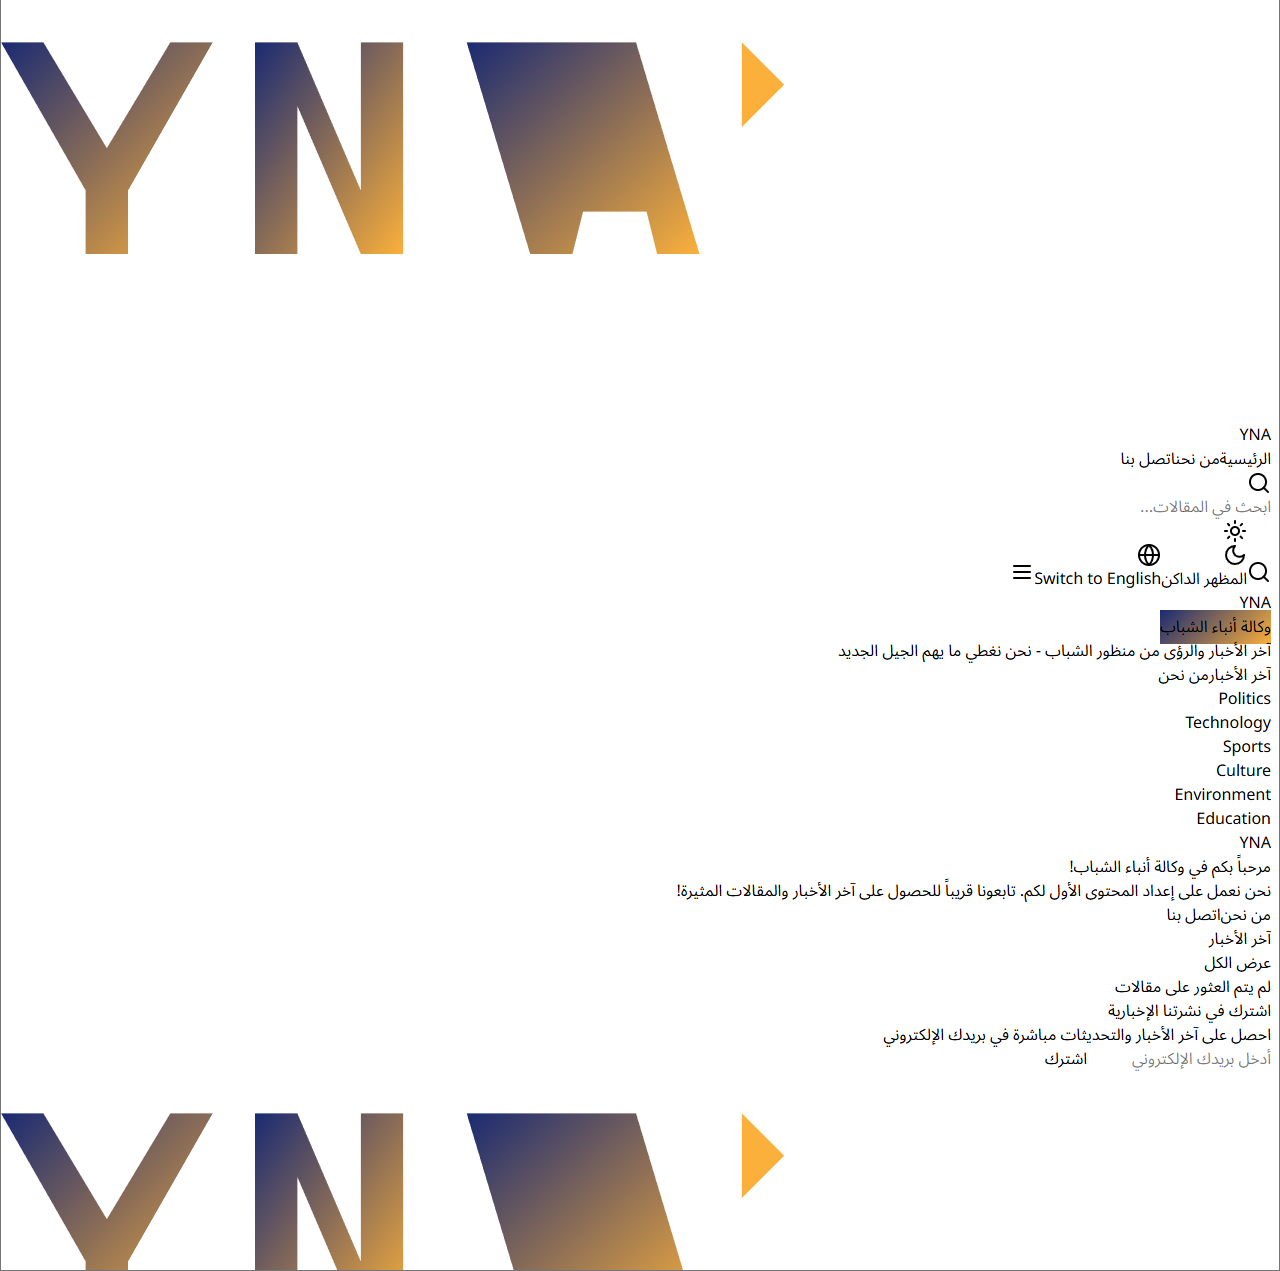 YNA
YNA
الرئيسيةمن نحناتصل بنا
ابحث في المقالات...
المظهر الداكنSwitch to English
YNA
وكالة أنباء الشباب
آخر الأخبار والرؤى من منظور الشباب - نحن نغطي ما يهم الجيل الجديد
آخر الأخبارمن نحن
Politics
Technology
Sports
Culture
Environment
Education
YNA
مرحباً بكم في وكالة أنباء الشباب!
نحن نعمل على إعداد المحتوى الأول لكم. تابعونا قريباً للحصول على آخر الأخبار والمقالات المثيرة!
من نحناتصل بنا
آخر الأخبار
عرض الكل
لم يتم العثور على مقالات
اشترك في نشرتنا الإخبارية
احصل على آخر الأخبار والتحديثات مباشرة في بريدك الإلكتروني
أدخل بريدك الإلكتروني اشترك
YNA